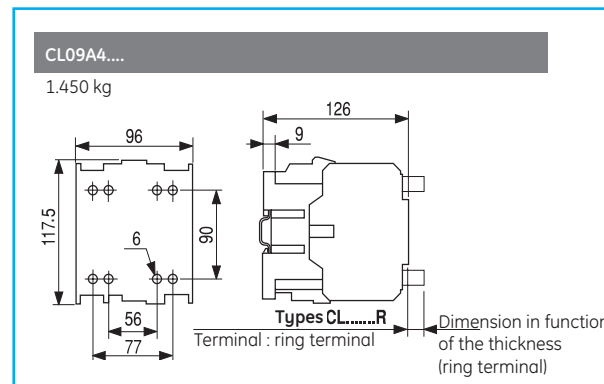 CL09A4....
1.450 kg
126
96
9
117.5
90
6
56
77
Types CL......R
Terminal : ring terminal
Dimension in function
of the thickness
(ring terminal)